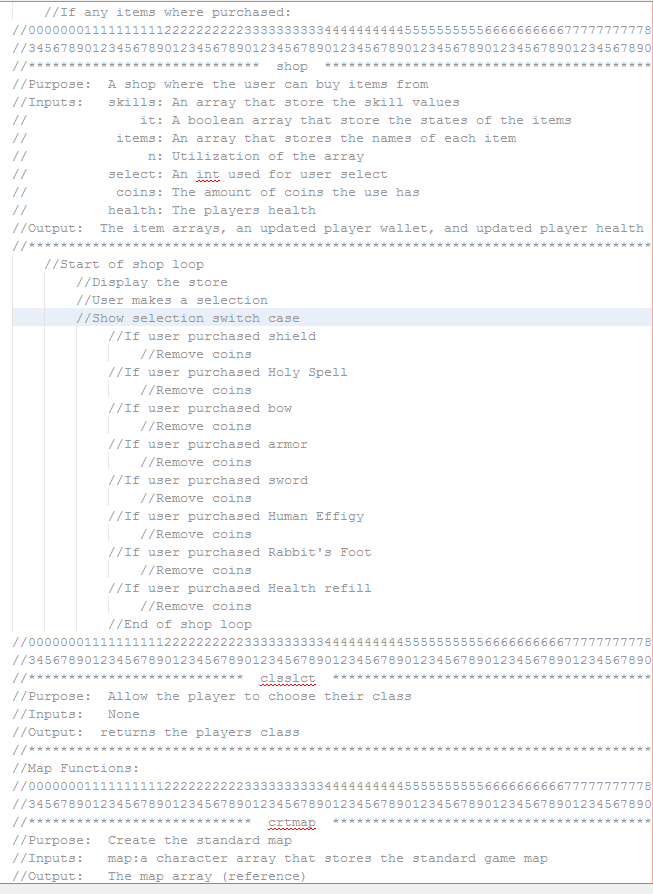 //If any items where purchased:
//000000011111111112222222222333333333344444444445555555555666666666677777777778
//345678901234567890123456789012345678901234567890123456789012345678901234567890
//*****************************  shop  *****************************************
//Purpose:  A shop where the user can buy items from
//Inputs:   skills: An array that store the skill values
//              it: A boolean array that store the states of the items
//           items: An array that stores the names of each item
//               n: Utilization of the array
//          select: An int used for user select
//           coins: The amount of coins the use has
//          health: The players health
//Output:  The item arrays, an updated player wallet, and updated player health
//******************************************************************************
//Start of shop loop
//Display the store
//User makes a selection
//Show selection switch case
//If user purchased shield
//Remove coins
//If user purchased Holy Spell
//Remove coins
//If user purchased bow
//Remove coins
//If user purchased armor
//Remove coins
//If user purchased sword
//Remove coins
//If user purchased Human Effigy
//Remove coins
//If user purchased Rabbit's Foot
//Remove coins
//If user purchased Health refill
//Remove coins
//End of shop loop
//000000011111111112222222222333333333344444444445555555555666666666677777777778
//345678901234567890123456789012345678901234567890123456789012345678901234567890
//***************************  clsslct  ****************************************
//Purpose:  Allow the player to choose their class
//Inputs:   None
//Output:  returns the players class
//******************************************************************************
//Map Functions:
//000000011111111112222222222333333333344444444445555555555666666666677777777778
//345678901234567890123456789012345678901234567890123456789012345678901234567890
//****************************  crtmap  ****************************************
//Purpose:  Create the standard map
//Inputs:   map:a character array that stores the standard game map
//Output:   The map array (reference)